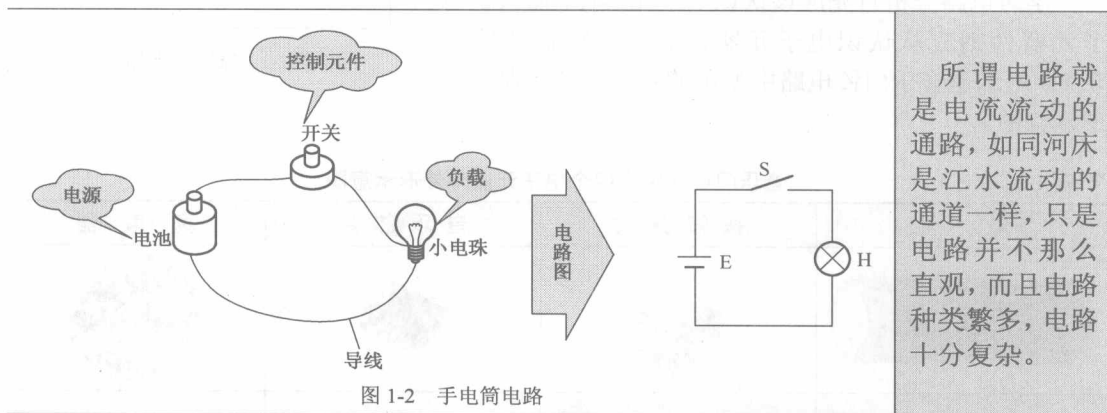 控制元件
开关
电源
负载
电池
小电珠
导线
电路图
S
E
H
图 1-2 手电筒电路
所谓电路就
是电流流动的
通路，如同河床
是江水流动的
通道一样，只是
电路并不那么
直观，而且电路
种类繁多，电路
十分复杂。